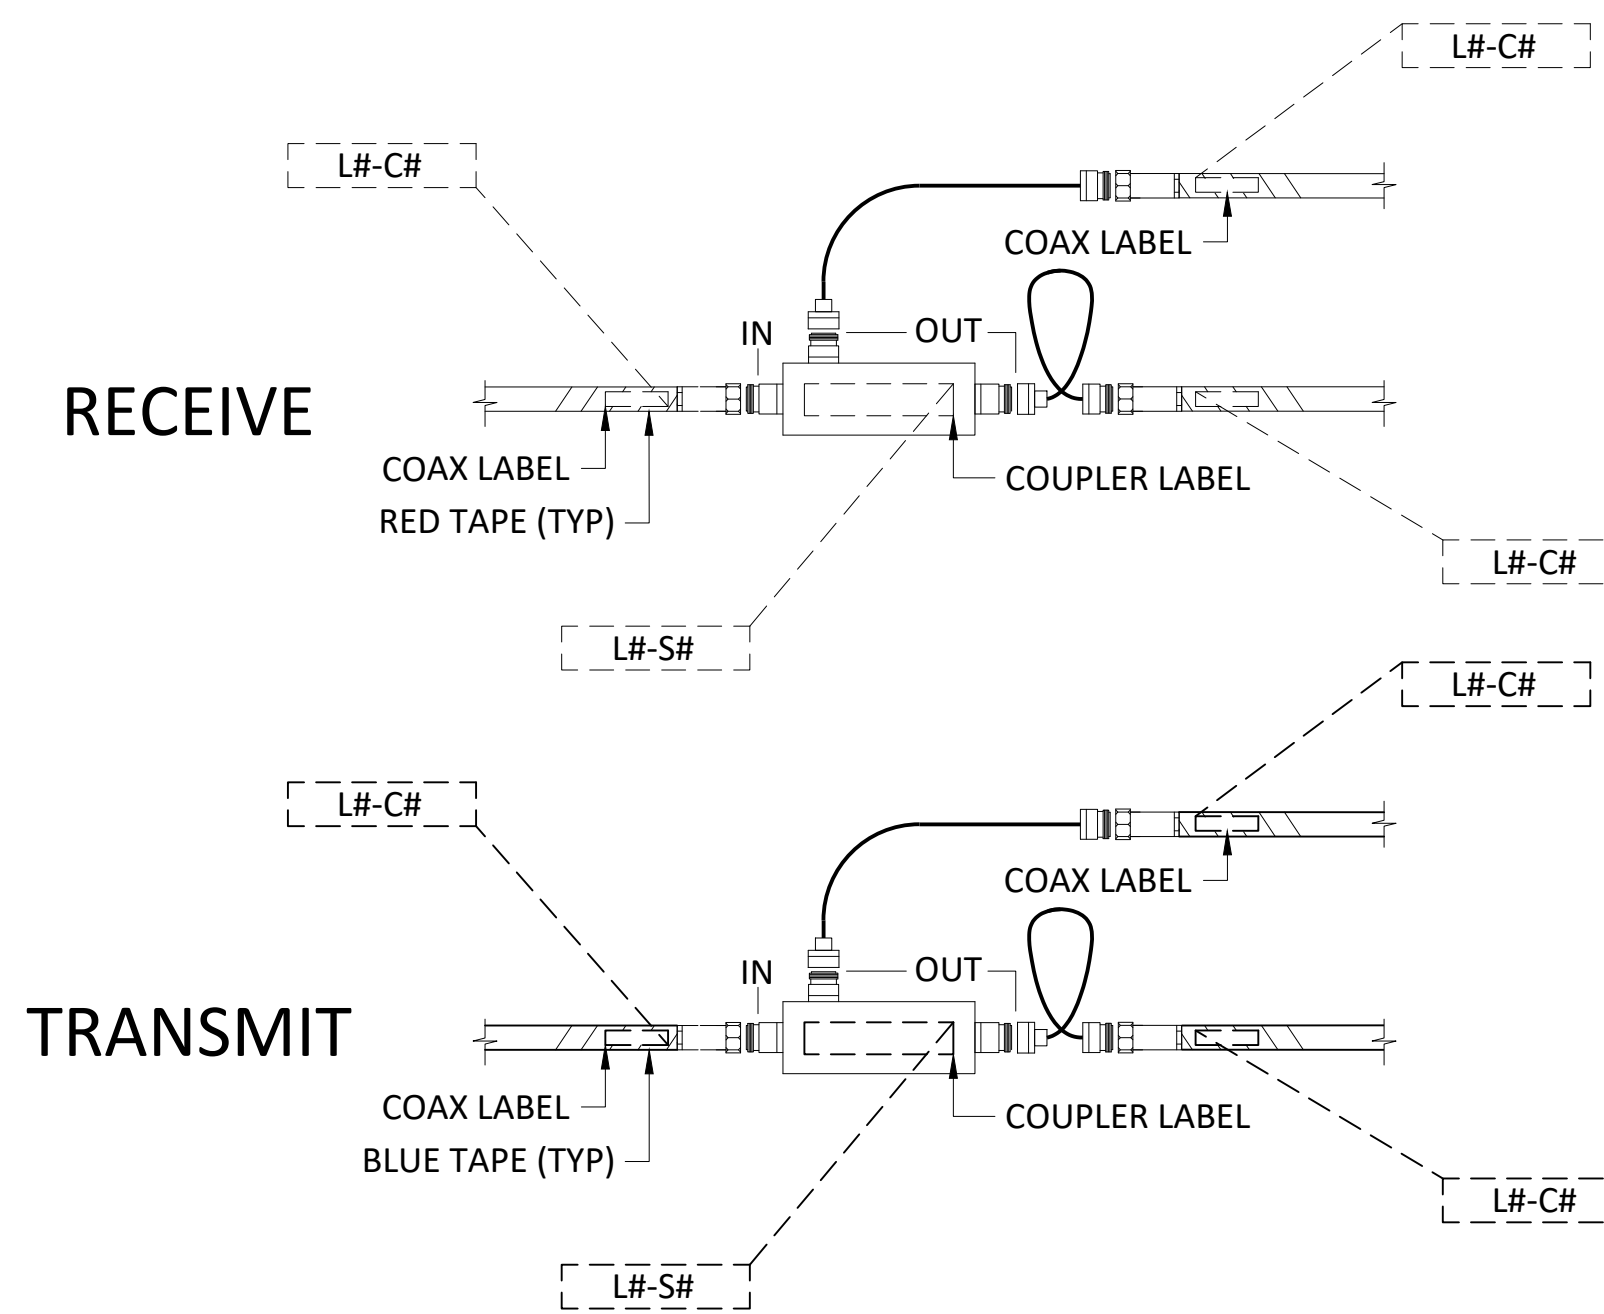 L#-C#
L#-C#
COAX LABEL
IN
OUT
RECEIVE
COAX LABEL
COUPLER LABEL
RED TAPE (TYP)
L#-C#
L#-S#
L#-C#
L#-C#
COAX LABEL
IN
OUT
TRANSMIT
COAX LABEL
COUPLER LABEL
BLUE TAPE (TYP)
L#-C#
L#-S#